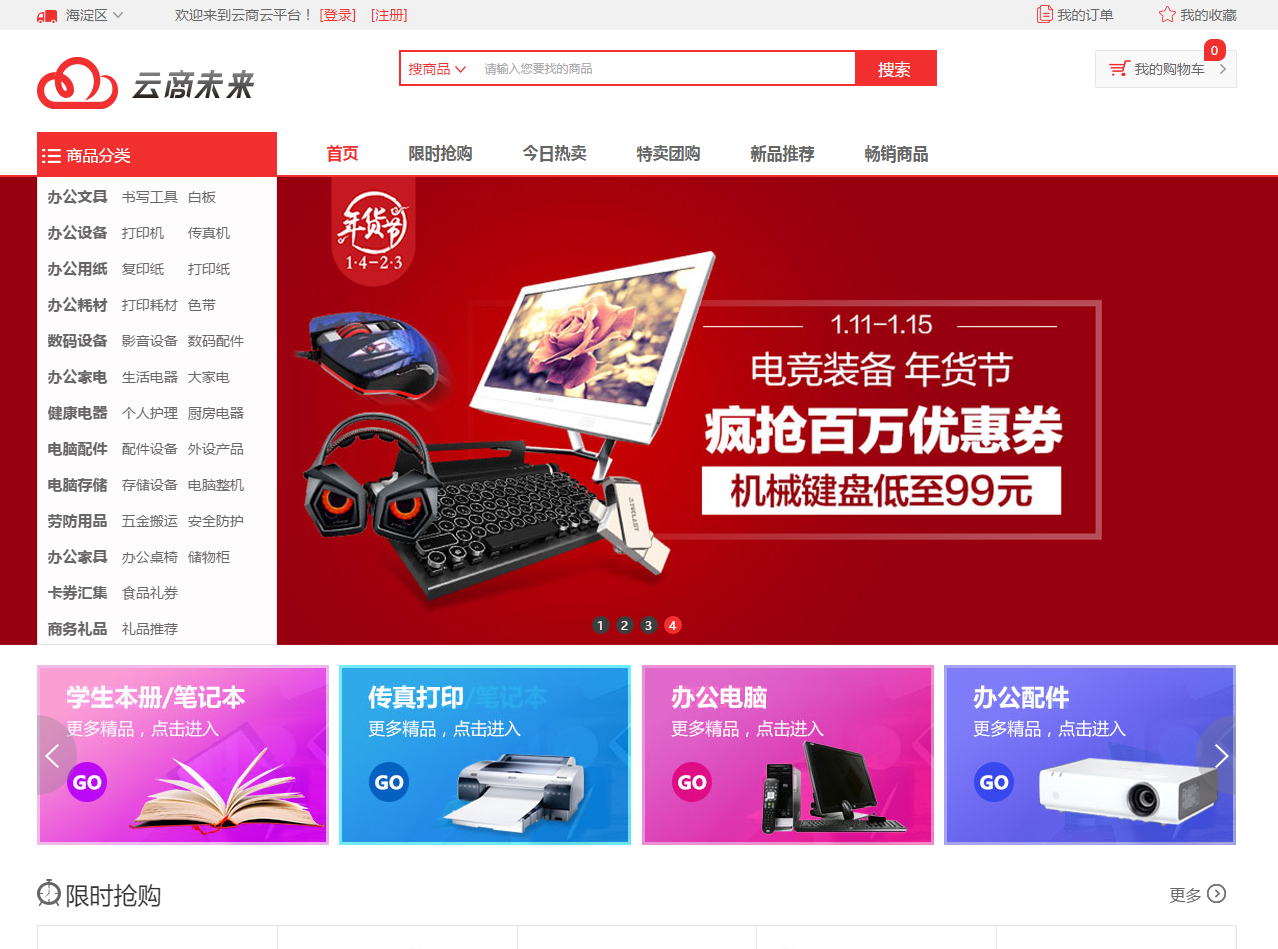 海淀区 欢迎来到云商云平台！ [登录] [注册] 我的订单 我的收藏
云商未来 搜商品 请输入您要找的商品 搜索 我的购物车 0
商品分类 首页 限时抢购 今日热卖 特卖团购 新品推荐 畅销商品
办公文具 书写工具 白板
办公设备 打印机 传真机
办公用纸 复印纸 打印纸
办公耗材 打印耗材 色带
数码设备 影音设备 数码配件
办公家电 生活电器 大家电
健康电器 个人护理 厨房电器
电脑配件 配件设备 外设产品
电脑存储 存储设备 电脑整机
劳防用品 五金搬运 安全防护
办公家具 办公桌椅 储物柜
卡券汇集 食品礼券
商务礼品 礼品推荐
年货节
1·4-2·3
1.11-1.15
电竞装备 年货节
疯抢百万优惠券
机械键盘低至99元
1 2 3 4
学生本册/笔记本
更多精品，点击进入
GO
传真打印/笔记本
更多精品，点击进入
GO
办公电脑
更多精品，点击进入
GO
办公配件
更多精品，点击进入
GO
限时抢购 更多